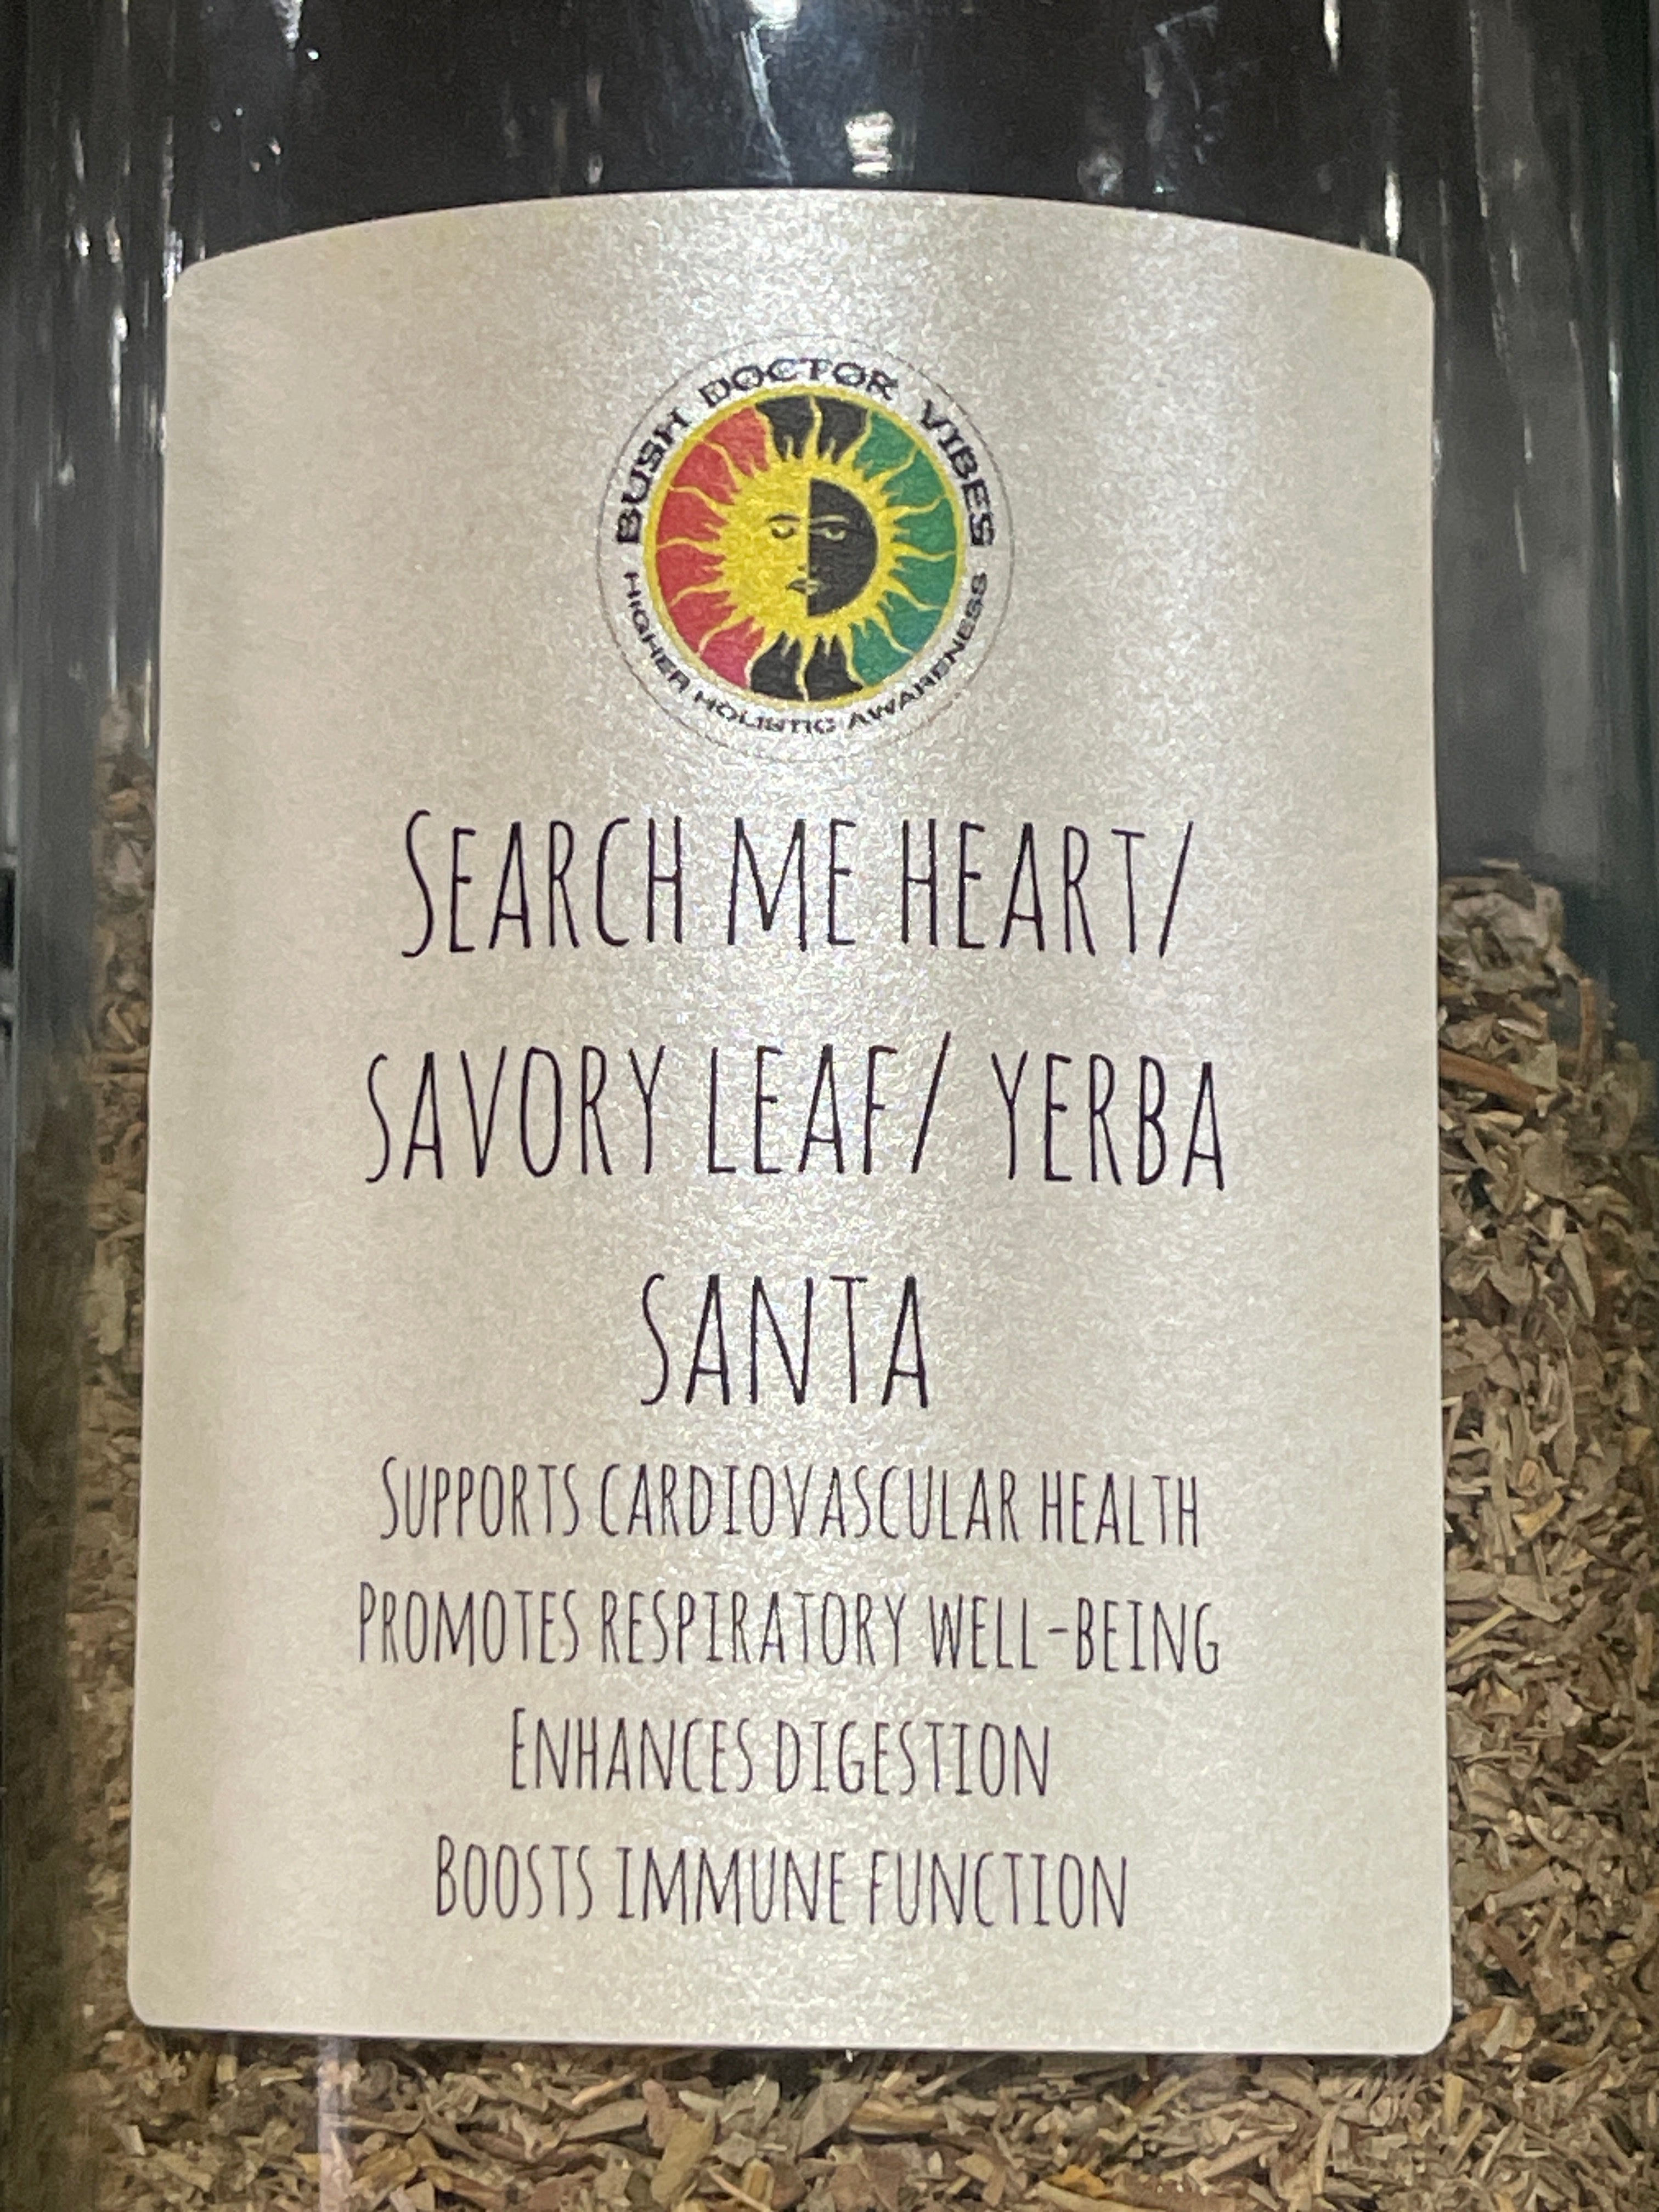 BUSH DOCTOR VIBES
HIGHER HOLISTIC AWARENESS
SEARCH ME HEART/
SAVORY LEAF/ YERBA
SANTA
SUPPORTS CARDIOVASCULAR HEALTH
PROMOTES RESPIRATORY WELL-BEING
ENHANCES DIGESTION
BOOSTS IMMUNE FUNCTION